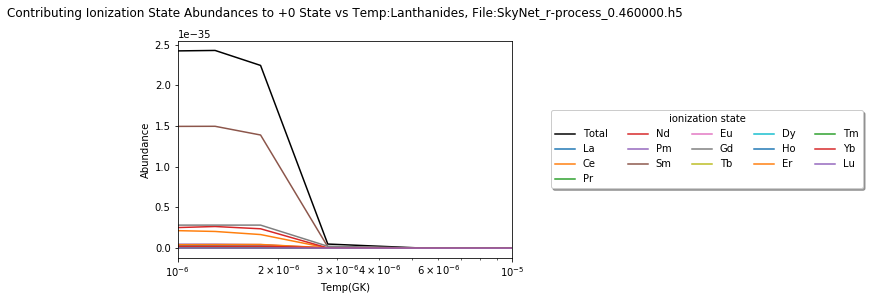 Contributing Ionization State Abundances to +0 State vs Temp:Lanthanides, File:SkyNet_r-process_0.460000.h5
1e−35
2.5
2.0
1.5
1.0
0.5
0.0
Abundance
10⁻⁶
2 × 10⁻⁶
3 × 10⁻⁶
4 × 10⁻⁶
6 × 10⁻⁶
10⁻⁵
Temp(GK)
ionization state
Total Nd Eu Dy Tm
La Pm Gd Ho Yb
Ce Sm Tb Er Lu
Pr